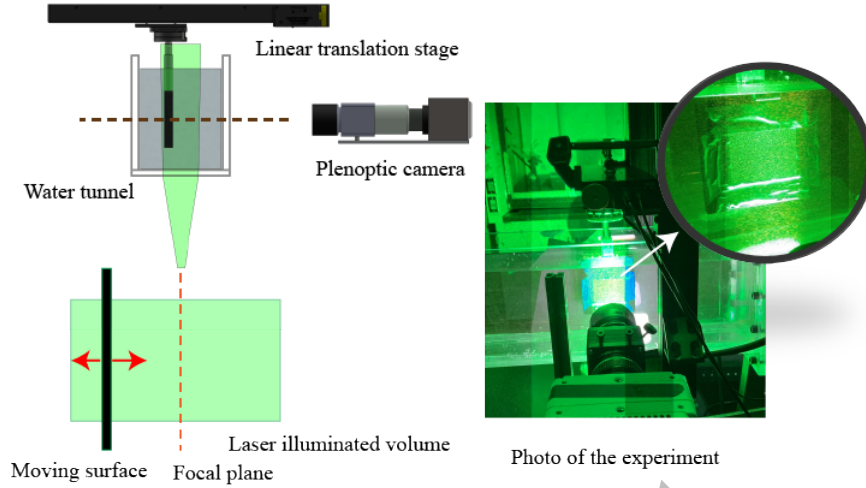 Linear translation stage
Water tunnel
Plenoptic camera
Laser illuminated volume
Moving surface
Focal plane
Photo of the experiment